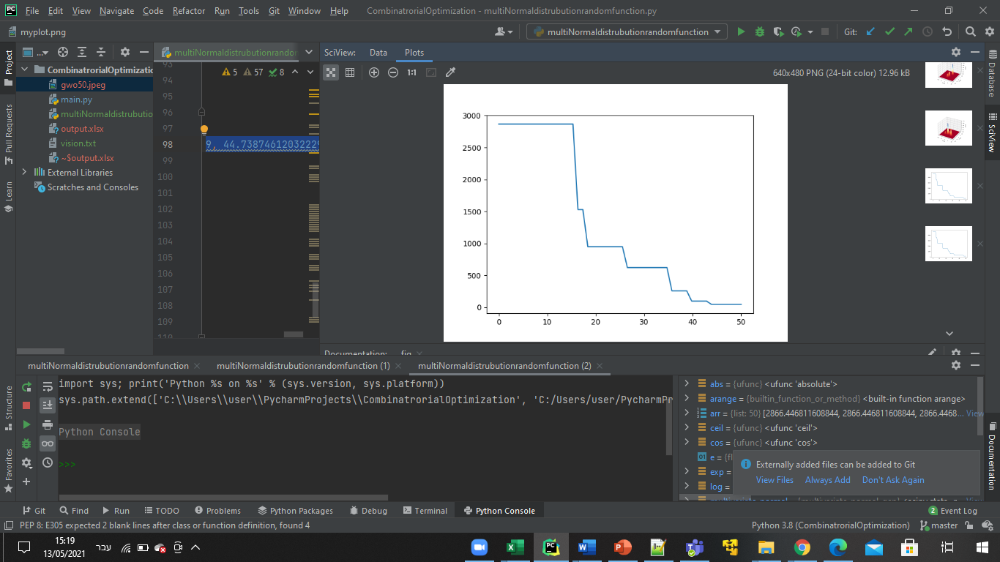 PC File Edit View Navigate Code Refactor Run Tools Git Window Help CombinatrorialOptimization - multiNormaldistrubutionrandomfunction.py
myplot.png multiNormaldistrubutionrandomfunction Git:
Project
... multiNormaldistrubutionrando SciView: Data Plots
5 57 8 1:1 640x480 PNG (24-bit color) 12.96 kB
CombinatrorialOptimizatio
gwo50.jpeg
main.py
multiNormaldistrubutio
output.xlsx
vision.txt
~$output.xlsx
External Libraries
Scratches and Consoles
Pull Requests
Learn
Structure
Favorites
93
94
95
96
97
98 9, 44.73874612032229
99
100
101
102
103
104
105
106
107
108
109
110
3000
2500
2000
1500
1000
500
0
0 10 20 30 40 50
Database
SciView
Documentation
Documentation: fig
multiNormaldistrubutionrandomfunction multiNormaldistrubutionrandomfunction (1) multiNormaldistrubutionrandomfunction (2)
import sys; print('Python %s on %s' % (sys.version, sys.platform))
sys.path.extend(['C:\\Users\\user\\PycharmProjects\\CombinatrorialOptimization', 'C:/Users/user/PycharmPr
Python Console
>>>
abs = {ufunc} <ufunc 'absolute'>
arange = {builtin_function_or_method} <built-in function arange>
arr = {list: 50} [2866.446811608844, 2866.446811608844, 2866.4468... View
ceil = {ufunc} <ufunc 'ceil'>
cos = {ufunc} <ufunc 'cos'>
e = {fl
exp =
log =
Externally added files can be added to Git
View Files Always Add Don't Ask Again
Git Find Run TODO Problems Python Packages Debug Terminal Python Console 2 Event Log
PEP 8: E305 expected 2 blank lines after class or function definition, found 4 Python 3.8 (CombinatrorialOptimization) master
15:19
13/05/2021
עבר